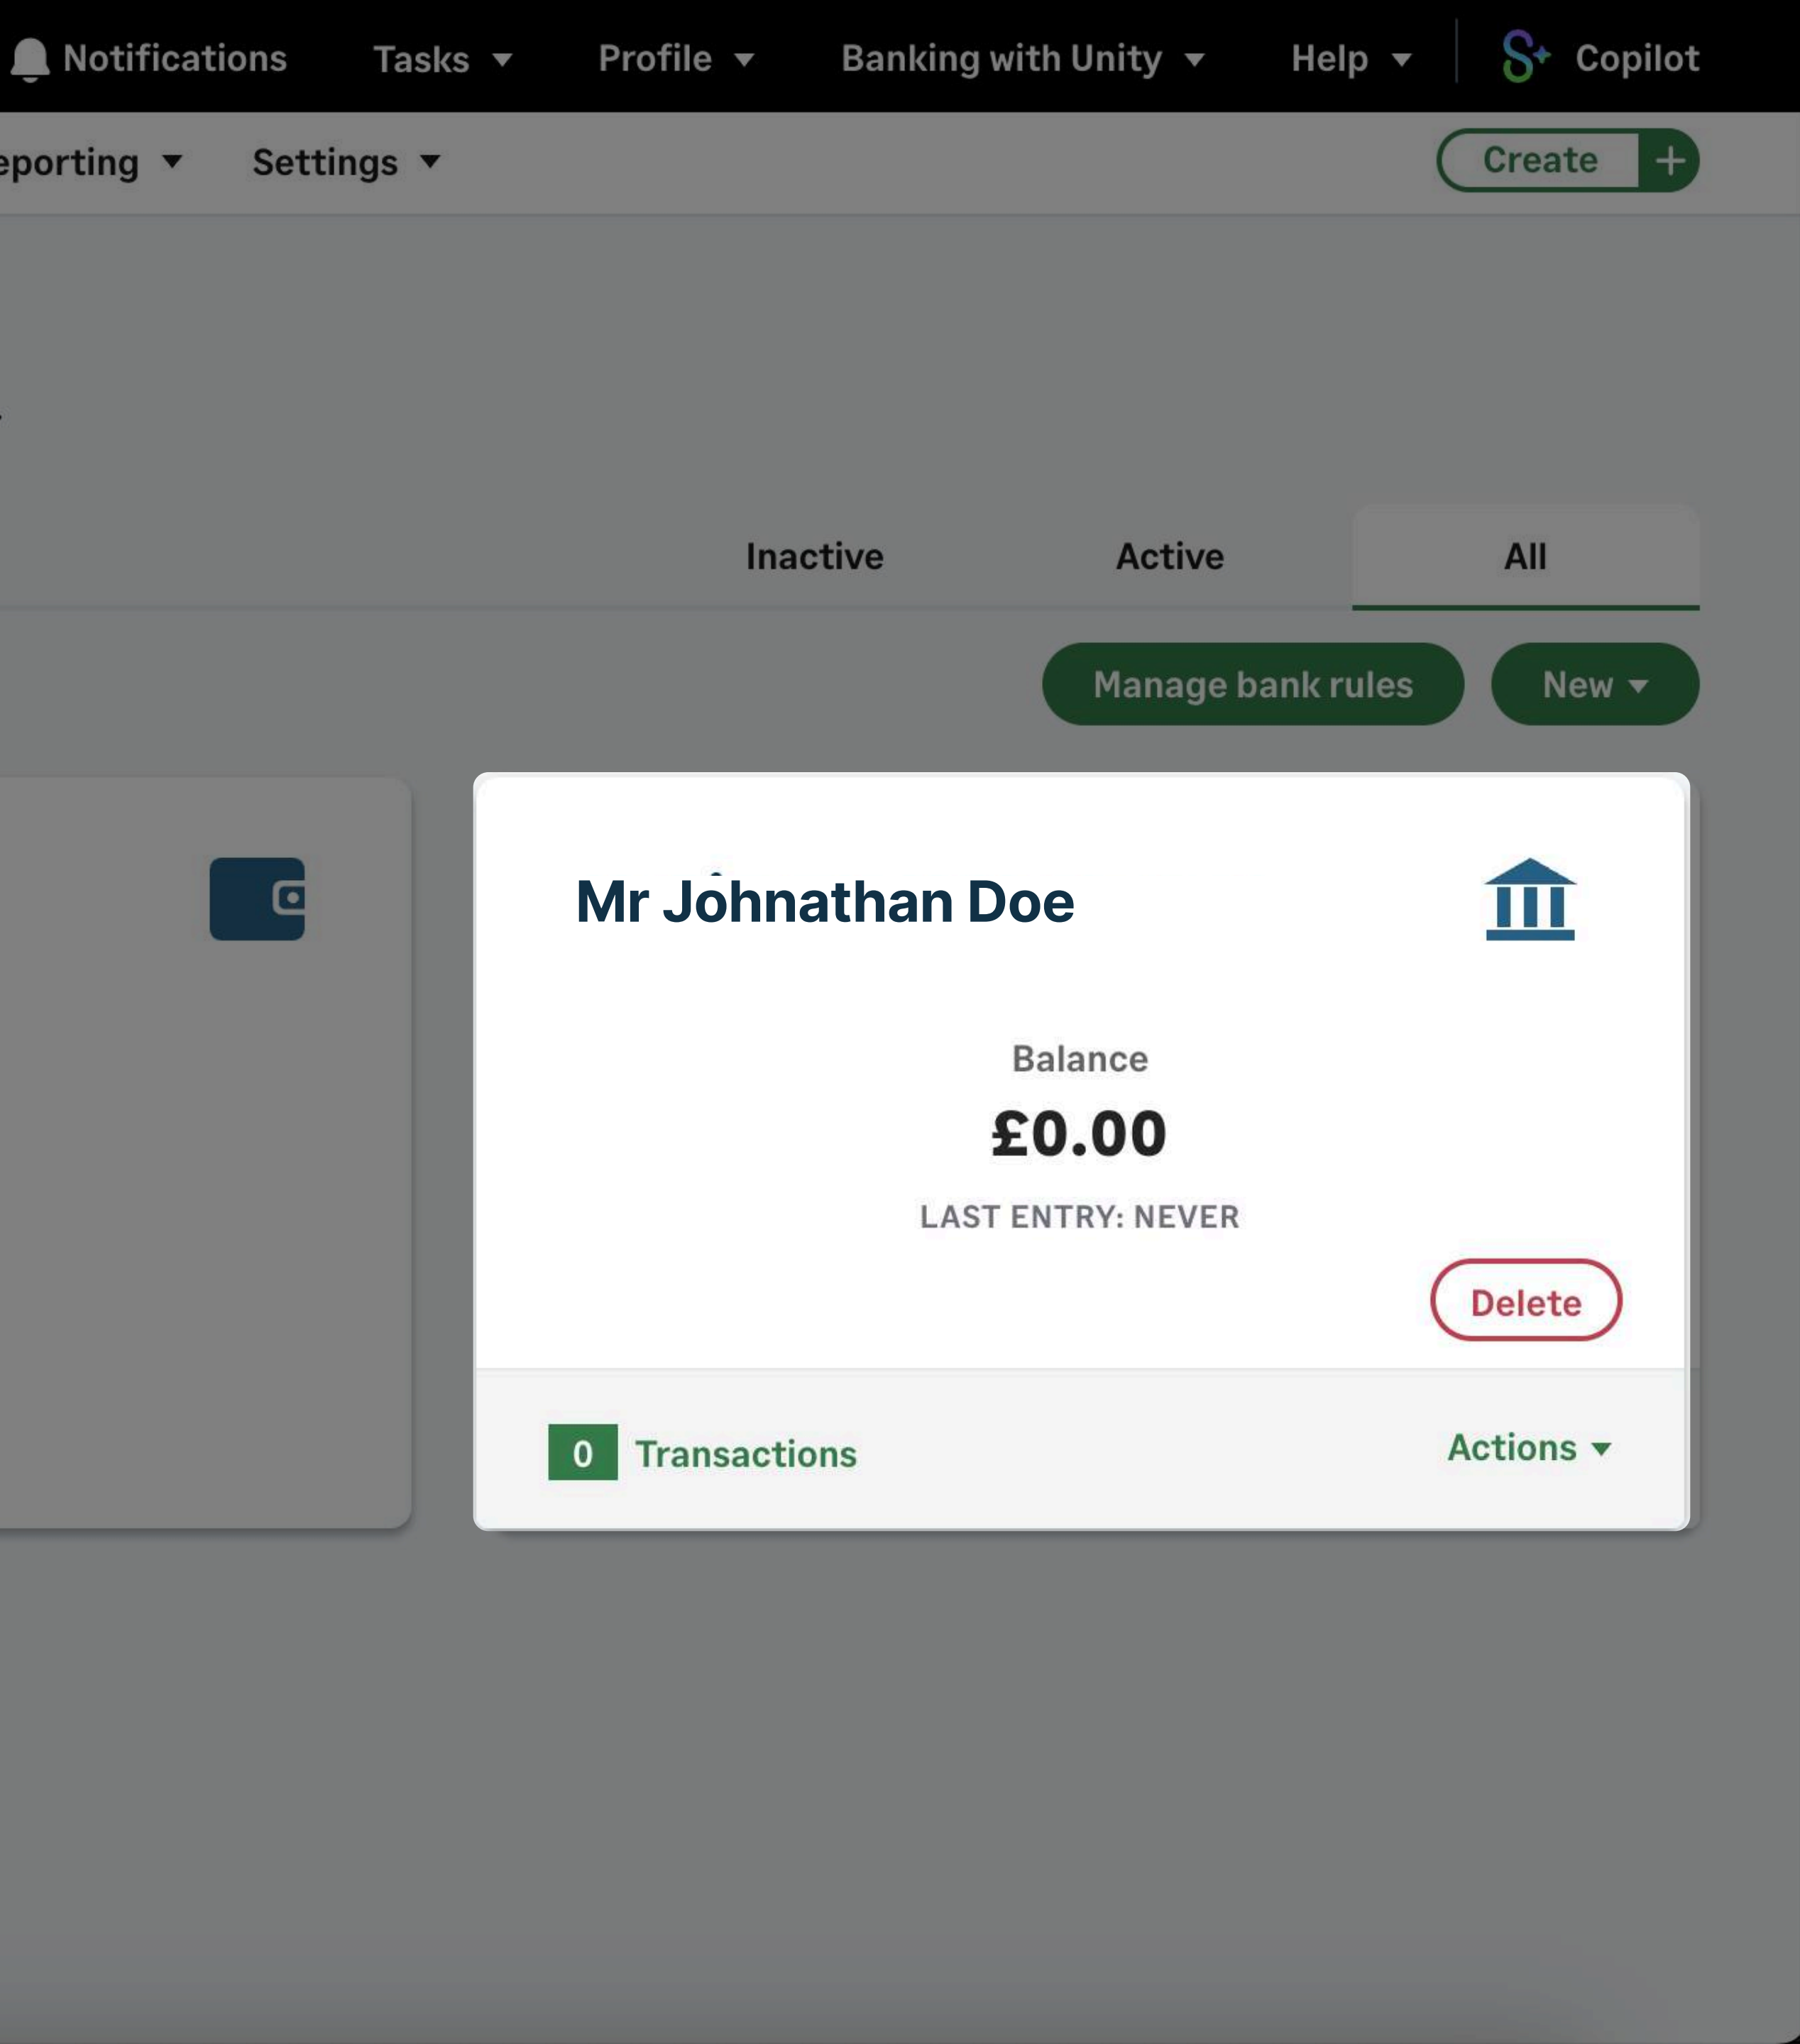 Notifications Tasks Profile Banking with Unity Help Copilot
eporting Settings Create +
Inactive Active All
Manage bank rules New
Mr Johnathan Doe
Balance
£0.00
LAST ENTRY: NEVER
Delete
0 Transactions Actions